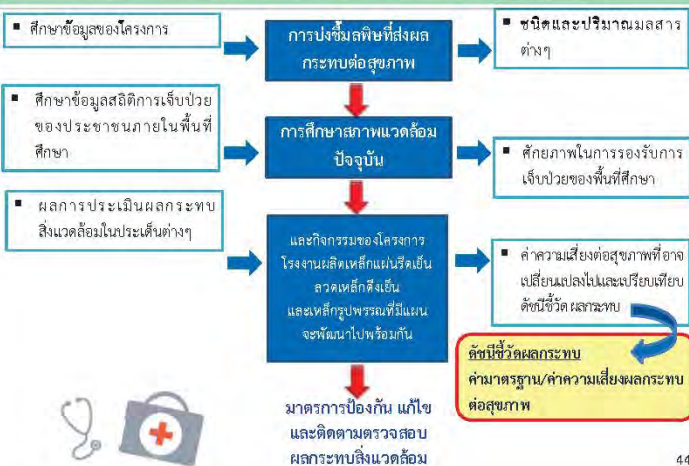 ▪ ศึกษาข้อมูลของโครงการ
การบ่งชี้มลพิษที่ส่งผล
กระทบต่อสุขภาพ
▪ ชนิดและปริมาณมลสาร
ต่างๆ
▪ ศึกษาข้อมูลสถิติการเจ็บป่วย
ของประชาชนภายในพื้นที่
ศึกษา
การศึกษาสภาพแวดล้อม
ปัจจุบัน
▪ ศักยภาพในการรองรับการ
เจ็บป่วยของพื้นที่ศึกษา
▪ ผลการประเมินผลกระทบ
สิ่งแวดล้อมในประเด็นต่างๆ
และกิจกรรมของโครงการ
โรงงานผลิตเหล็กแผ่นรีดเย็น
ลวดเหล็กดึงเย็น
และเหล็กรูปพรรณที่มีแผน
จะพัฒนาไปพร้อมกัน
▪ ค่าความเสี่ยงต่อสุขภาพที่อาจ
เปลี่ยนแปลงไปและเปรียบเทียบ
ดัชนีชี้วัด ผลกระทบ
ดัชนีชี้วัดผลกระทบ
ค่ามาตรฐาน/ค่าความเสี่ยงผลกระทบ
ต่อสุขภาพ
มาตรการป้องกัน แก้ไข
และติดตามตรวจสอบ
ผลกระทบสิ่งแวดล้อม
44